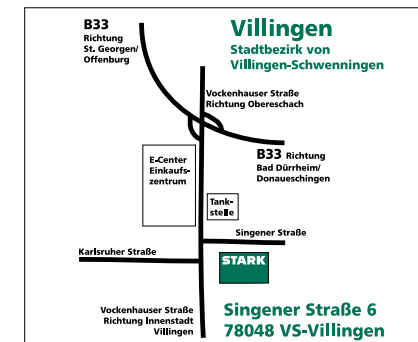 B33
Richtung
St. Georgen/
Offenburg
Villingen
Stadtbezirk von
Villingen-Schwenningen
Vockenhauser Straße
Richtung Obereschach
E-Center
Einkaufs-
zentrum
B33 Richtung
Bad Dürrheim/
Donaueschingen
Tank-
stelle
Singener Straße
Karlsruher Straße
STARK
Vockenhauser Straße
Richtung Innenstadt
Villingen
Singener Straße 6
78048 VS-Villingen